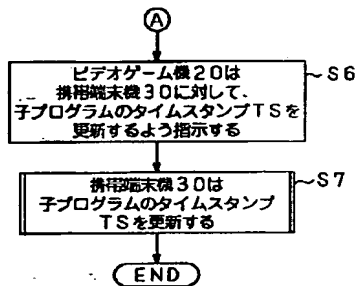 A
ビデオゲーム機20は
携帯端末機30に対して、
子プログラムのタイムスタンプTSを
更新するよう指示する
S6
携帯端末機30は
子プログラムのタイムスタンプ
TSを更新する
S7
END